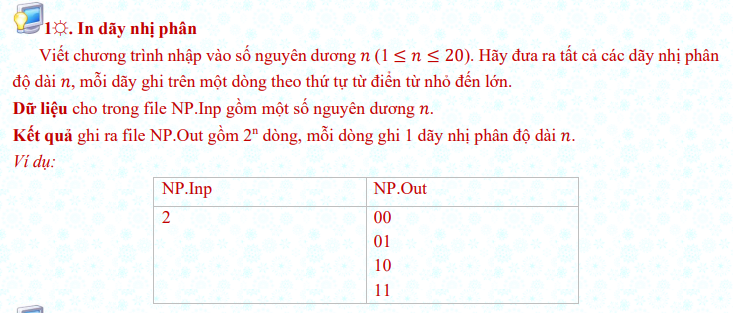 1☼. In dãy nhị phân
Viết chương trình nhập vào số nguyên dương n (1 ≤ n ≤ 20). Hãy đưa ra tất cả các dãy nhị phân
độ dài n, mỗi dãy ghi trên một dòng theo thứ tự từ điển từ nhỏ đến lớn.
Dữ liệu cho trong file NP.Inp gồm một số nguyên dương n.
Kết quả ghi ra file NP.Out gồm 2ⁿ dòng, mỗi dòng ghi 1 dãy nhị phân độ dài n.
Ví dụ:
NP.Inp NP.Out
2 00
01
10
11